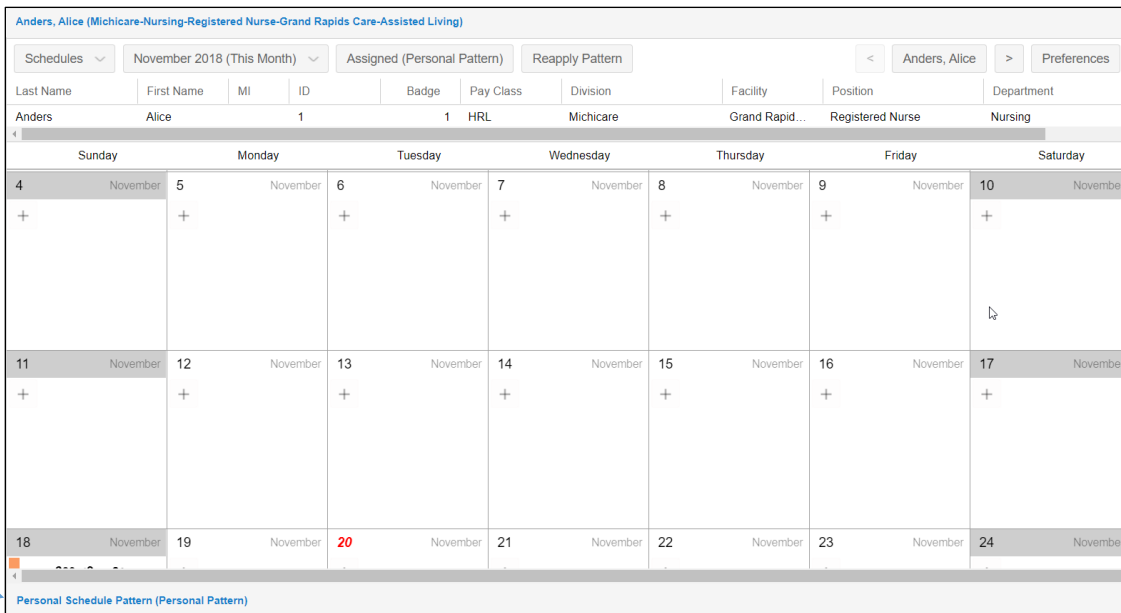 Anders, Alice (Michicare-Nursing-Registered Nurse-Grand Rapids Care-Assisted Living)
Schedules November 2018 (This Month) Assigned (Personal Pattern) Reapply Pattern < Anders, Alice > Preferences
Last Name First Name MI ID Badge Pay Class Division Facility Position Department
Anders Alice 1 1 HRL Michicare Grand Rapid... Registered Nurse Nursing
Sunday Monday Tuesday Wednesday Thursday Friday Saturday
4 November 5 November 6 November 7 November 8 November 9 November 10 Novembe
+ + + + + + +
11 November 12 November 13 November 14 November 15 November 16 November 17 Novembe
+ + + + + + +
18 November 19 November 20 November 21 November 22 November 23 November 24 Novembe
Personal Schedule Pattern (Personal Pattern)